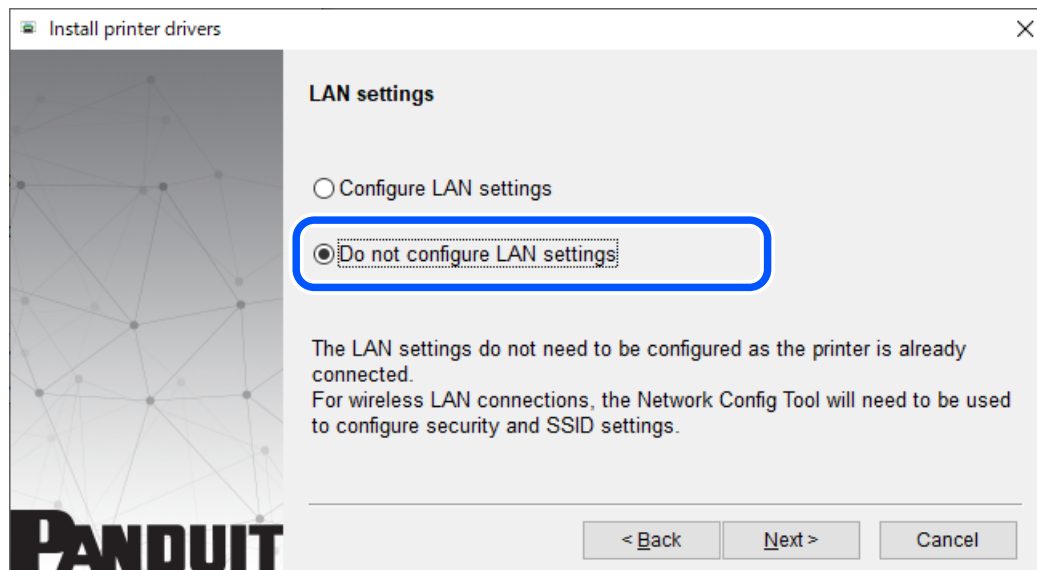 Install printer drivers
LAN settings
Configure LAN settings
Do not configure LAN settings
The LAN settings do not need to be configured as the printer is already
connected.
For wireless LAN connections, the Network Config Tool will need to be used
to configure security and SSID settings.
PANDUIT
< Back Next > Cancel